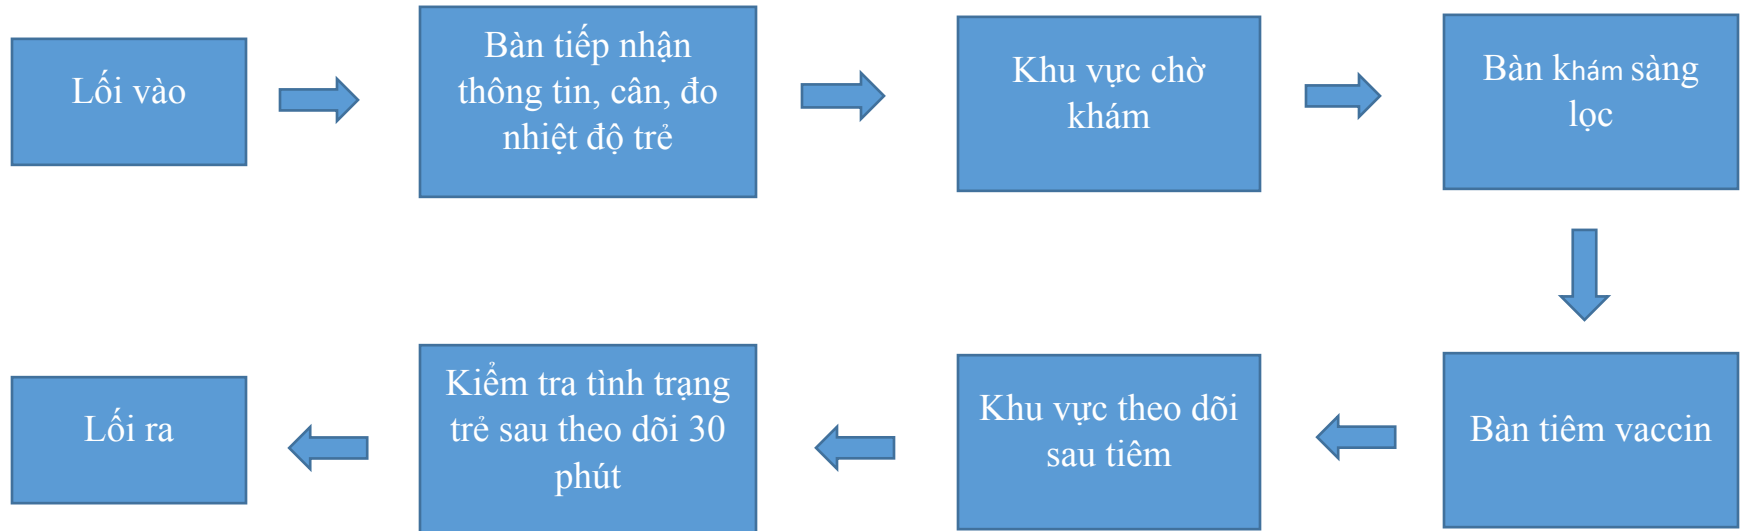 Lối vào
Bàn tiếp nhận
thông tin, cân, đo
nhiệt độ trẻ
Khu vực chờ
khám
Bàn khám sàng
lọc
Bàn tiêm vaccin
Khu vực theo dõi
sau tiêm
Kiểm tra tình trạng
trẻ sau theo dõi 30
phút
Lối ra